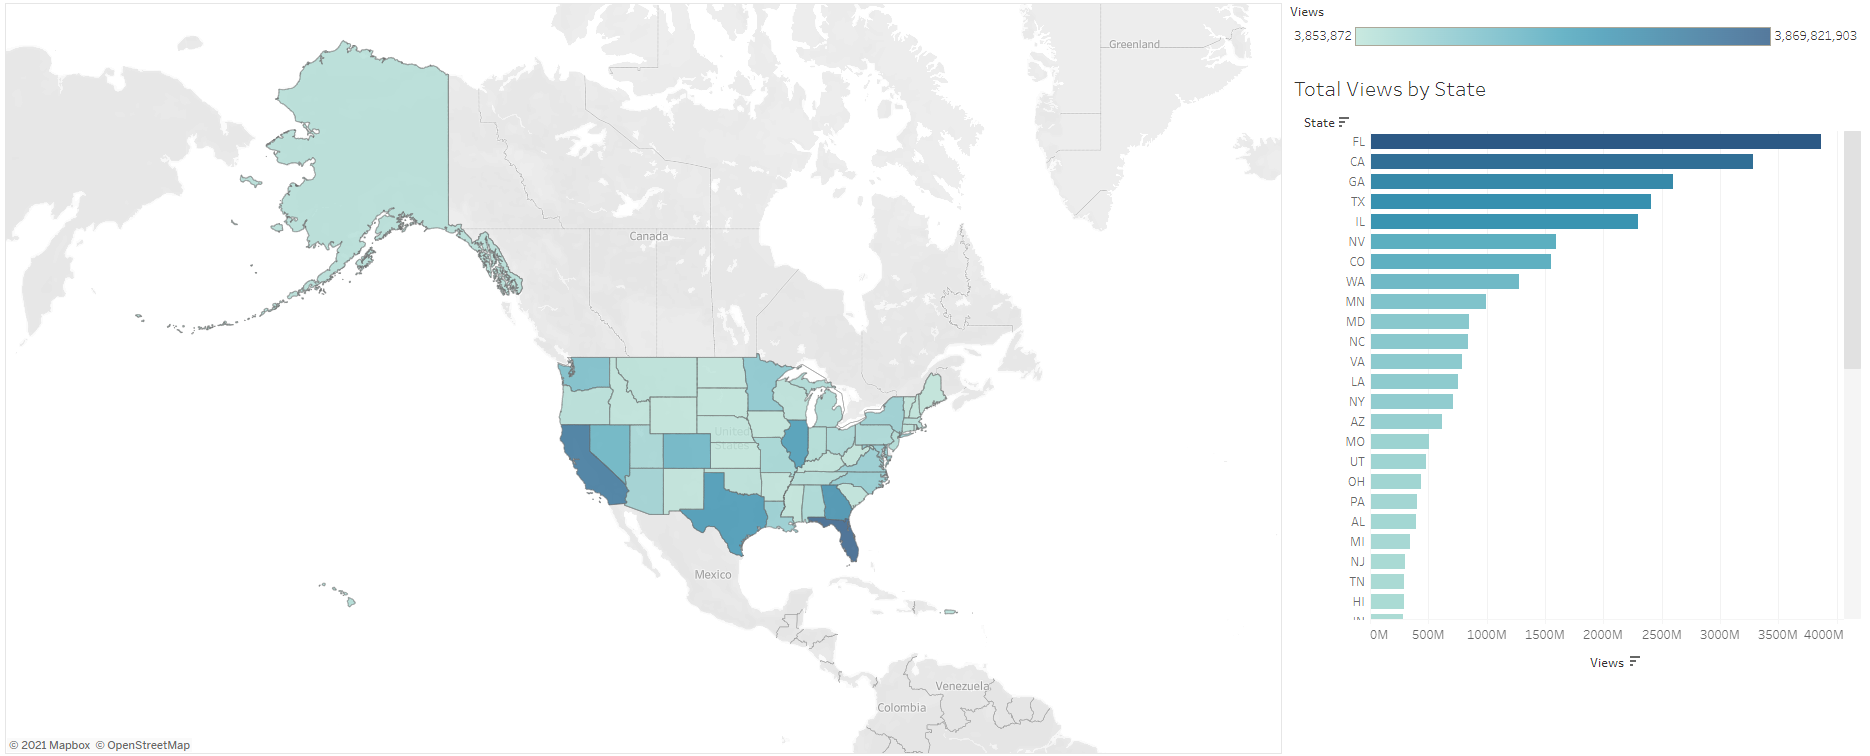 Greenland
Canada
United
States
Mexico
Venezuela
Colombia
© 2021 Mapbox © OpenStreetMap
Views
3,853,872
3,869,821,903
Total Views by State
State
FL
CA
GA
TX
IL
NV
CO
WA
MN
MD
NC
VA
LA
NY
AZ
MO
UT
OH
PA
AL
MI
NJ
TN
HI
0M 500M 1000M 1500M 2000M 2500M 3000M 3500M 4000M
Views